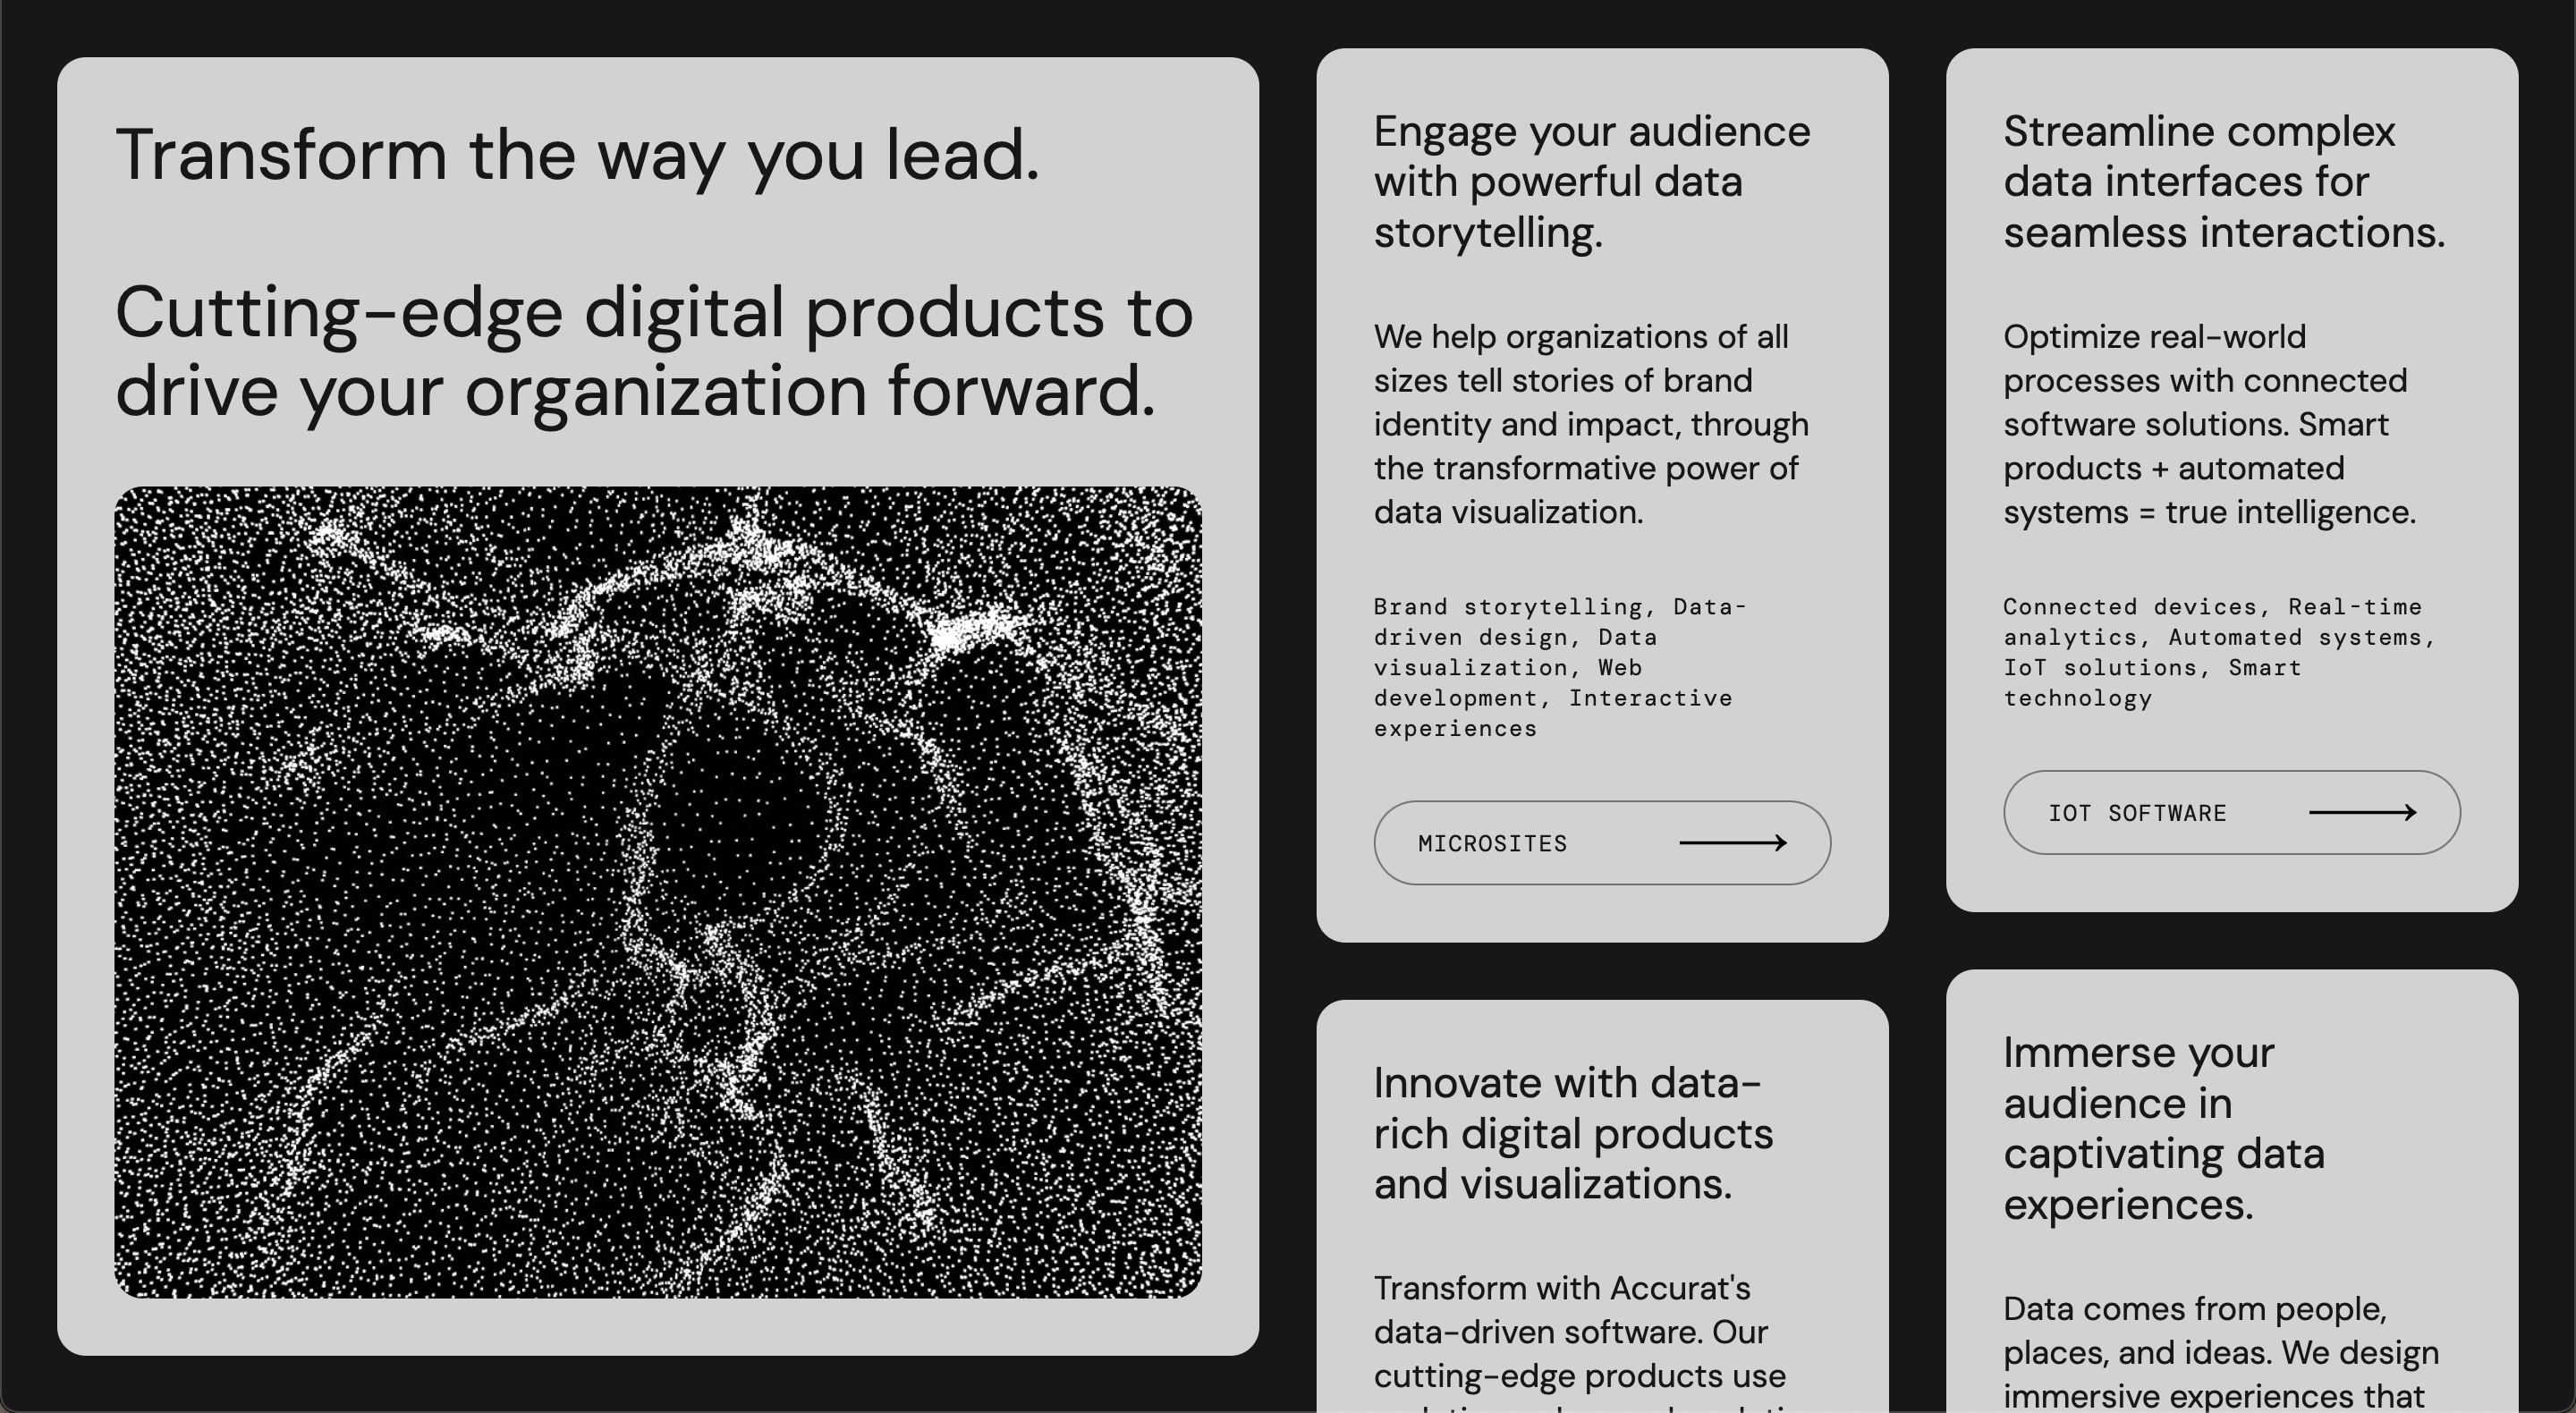 Transform the way you lead.
Cutting-edge digital products to
drive your organization forward.
Engage your audience
with powerful data
storytelling.
We help organizations of all
sizes tell stories of brand
identity and impact, through
the transformative power of
data visualization.
Brand storytelling, Data-
driven design, Data
visualization, Web
development, Interactive
experiences
MICROSITES
Innovate with data-
rich digital products
and visualizations.
Transform with Accurat's
data-driven software. Our
cutting-edge products use
Streamline complex
data interfaces for
seamless interactions.
Optimize real-world
processes with connected
software solutions. Smart
products + automated
systems = true intelligence.
Connected devices, Real-time
analytics, Automated systems,
IoT solutions, Smart
technology
IOT SOFTWARE
Immerse your
audience in
captivating data
experiences.
Data comes from people,
places, and ideas. We design
immersive experiences that